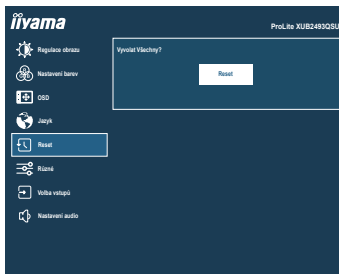 iiyama
ProLite XUB2493QSU
Regulace obrazu
Vyvolat Všechny?
Nastavení barev
Reset
OSD
Jazyk
Reset
Různé
Volba vstupů
Nastavení audio